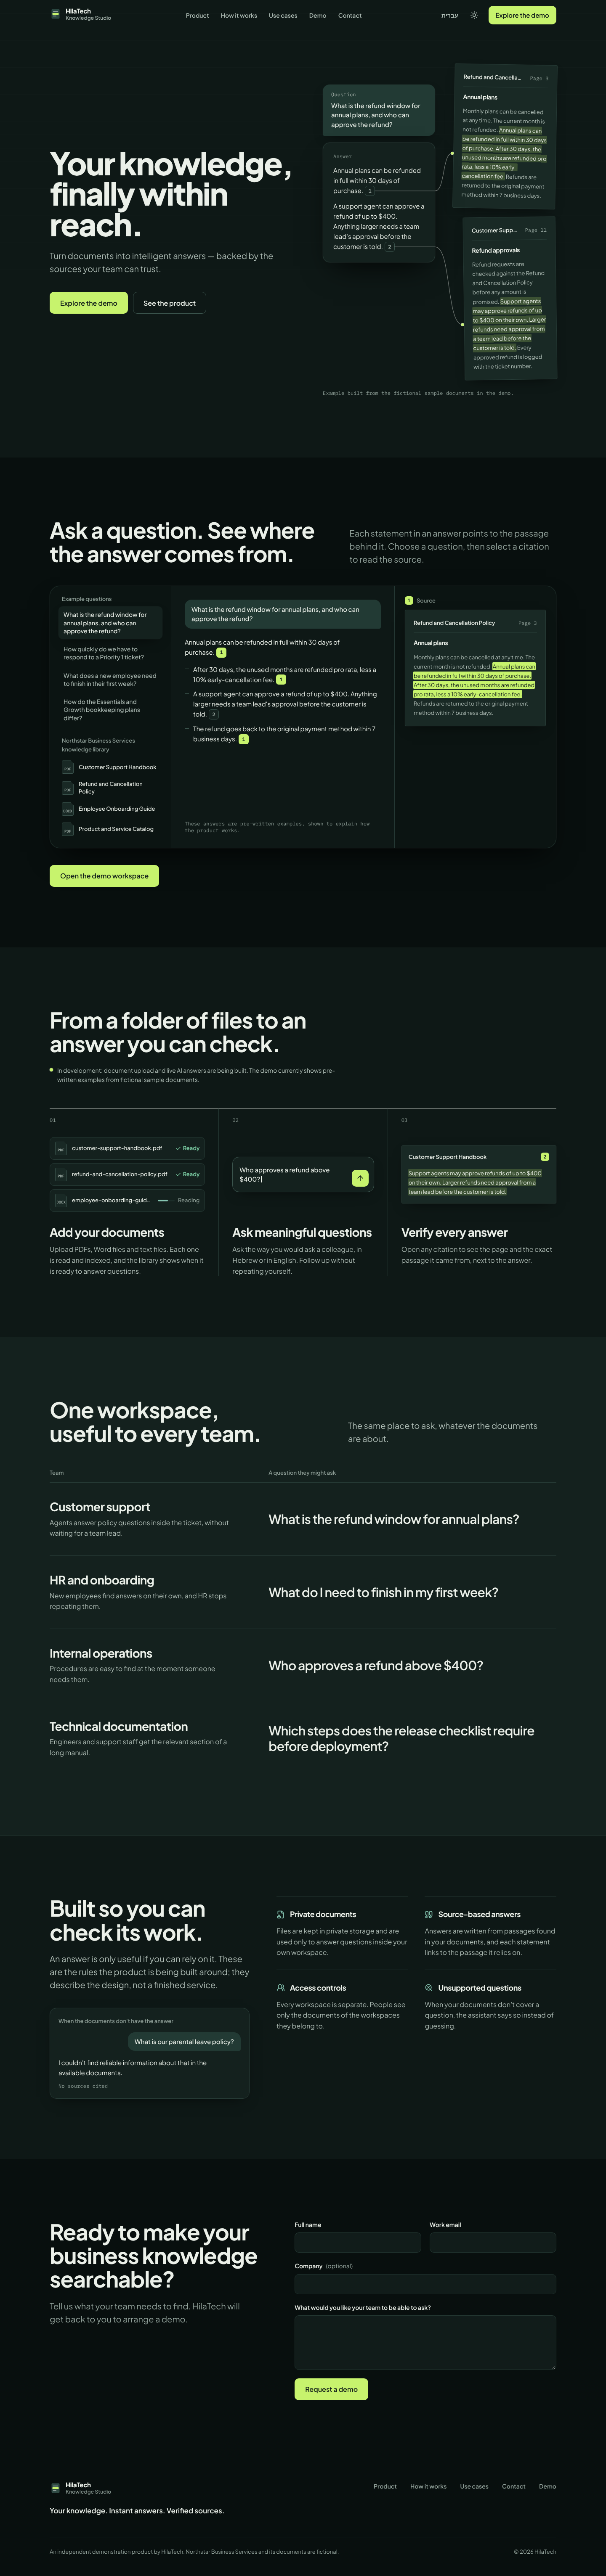 HilaTech
Knowledge Studio
Product
How it works
Use cases
Demo
Contact
עברית
Explore the demo
Your knowledge,
finally within
reach.
Turn documents into intelligent answers — backed by the
sources your team can trust.
Explore the demo
See the product
Question
What is the refund window for
annual plans, and who can
approve the refund?
Answer
Annual plans can be refunded
in full within 30 days of
purchase. 1
A support agent can approve a
refund of up to $400.
Anything larger needs a team
lead's approval before the
customer is told. 2
Refund and Cancella...
Page 3
Annual plans
Monthly plans can be cancelled
at any time. The current month is
not refunded. Annual plans can
be refunded in full within 30 days
of purchase. After 30 days, the
unused months are refunded pro
rata, less a 10% early-
cancellation fee. Refunds are
returned to the original payment
method within 7 business days.
Customer Supp...
Page 11
Refund approvals
Refund requests are
checked against the Refund
and Cancellation Policy
before any amount is
promised. Support agents
may approve refunds of up
to $400 on their own. Larger
refunds need approval from
a team lead before the
customer is told. Every
approved refund is logged
with the ticket number.
Example built from the fictional sample documents in the demo.
Ask a question. See where
the answer comes from.
Each statement in an answer points to the passage
behind it. Choose a question, then select a citation
to read the source.
Example questions
What is the refund window for
annual plans, and who can
approve the refund?
How quickly do we have to
respond to a Priority 1 ticket?
What does a new employee need
to finish in their first week?
How do the Essentials and
Growth bookkeeping plans
differ?
Northstar Business Services
knowledge library
PDF
Customer Support Handbook
PDF
Refund and Cancellation
Policy
DOCX
Employee Onboarding Guide
PDF
Product and Service Catalog
What is the refund window for annual plans, and who can
approve the refund?
Annual plans can be refunded in full within 30 days of
purchase. 1
After 30 days, the unused months are refunded pro rata, less a
10% early-cancellation fee. 1
A support agent can approve a refund of up to $400. Anything
larger needs a team lead's approval before the customer is
told. 2
The refund goes back to the original payment method within 7
business days. 1
These answers are pre-written examples, shown to explain how
the product works.
1 Source
Refund and Cancellation Policy
Page 3
Annual plans
Monthly plans can be cancelled at any time. The
current month is not refunded. Annual plans can
be refunded in full within 30 days of purchase.
After 30 days, the unused months are refunded
pro rata, less a 10% early-cancellation fee.
Refunds are returned to the original payment
method within 7 business days.
Open the demo workspace
From a folder of files to an
answer you can check.
In development: document upload and live AI answers are being built. The demo currently shows pre-
written examples from fictional sample documents.
01
PDF
customer-support-handbook.pdf
Ready
PDF
refund-and-cancellation-policy.pdf
Ready
DOCX
employee-onboarding-guid...
Reading
Add your documents
Upload PDFs, Word files and text files. Each one
is read and indexed, and the library shows when it
is ready to answer questions.
02
Who approves a refund above
$400?
Ask meaningful questions
Ask the way you would ask a colleague, in
Hebrew or in English. Follow up without
repeating yourself.
03
Customer Support Handbook
2
Support agents may approve refunds of up to $400
on their own. Larger refunds need approval from a
team lead before the customer is told.
Verify every answer
Open any citation to see the page and the exact
passage it came from, next to the answer.
One workspace,
useful to every team.
The same place to ask, whatever the documents
are about.
Team
A question they might ask
Customer support
Agents answer policy questions inside the ticket, without
waiting for a team lead.
What is the refund window for annual plans?
HR and onboarding
New employees find answers on their own, and HR stops
repeating them.
What do I need to finish in my first week?
Internal operations
Procedures are easy to find at the moment someone
needs them.
Who approves a refund above $400?
Technical documentation
Engineers and support staff get the relevant section of a
long manual.
Which steps does the release checklist require
before deployment?
Built so you can
check its work.
An answer is only useful if you can rely on it. These
are the rules the product is being built around; they
describe the design, not a finished service.
When the documents don't have the answer
What is our parental leave policy?
I couldn't find reliable information about that in the
available documents.
No sources cited
Private documents
Files are kept in private storage and are
used only to answer questions inside your
own workspace.
Source-based answers
Answers are written from passages found
in your documents, and each statement
links to the passage it relies on.
Access controls
Every workspace is separate. People see
only the documents of the workspaces
they belong to.
Unsupported questions
When your documents don't cover a
question, the assistant says so instead of
guessing.
Ready to make your
business knowledge
searchable?
Tell us what your team needs to find. HilaTech will
get back to you to arrange a demo.
Full name
Work email
Company (optional)
What would you like your team to be able to ask?
Request a demo
HilaTech
Knowledge Studio
Product
How it works
Use cases
Contact
Demo
Your knowledge. Instant answers. Verified sources.
An independent demonstration product by HilaTech. Northstar Business Services and its documents are fictional.
© 2026 HilaTech